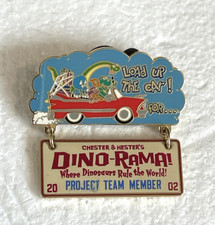 LOAD UP
THE CAR!
FOR...
CHESTER & HESTER'S
DINO-RAMA!
Where Dinosaurs Rule the World!
PROJECT TEAM MEMBER
20 02